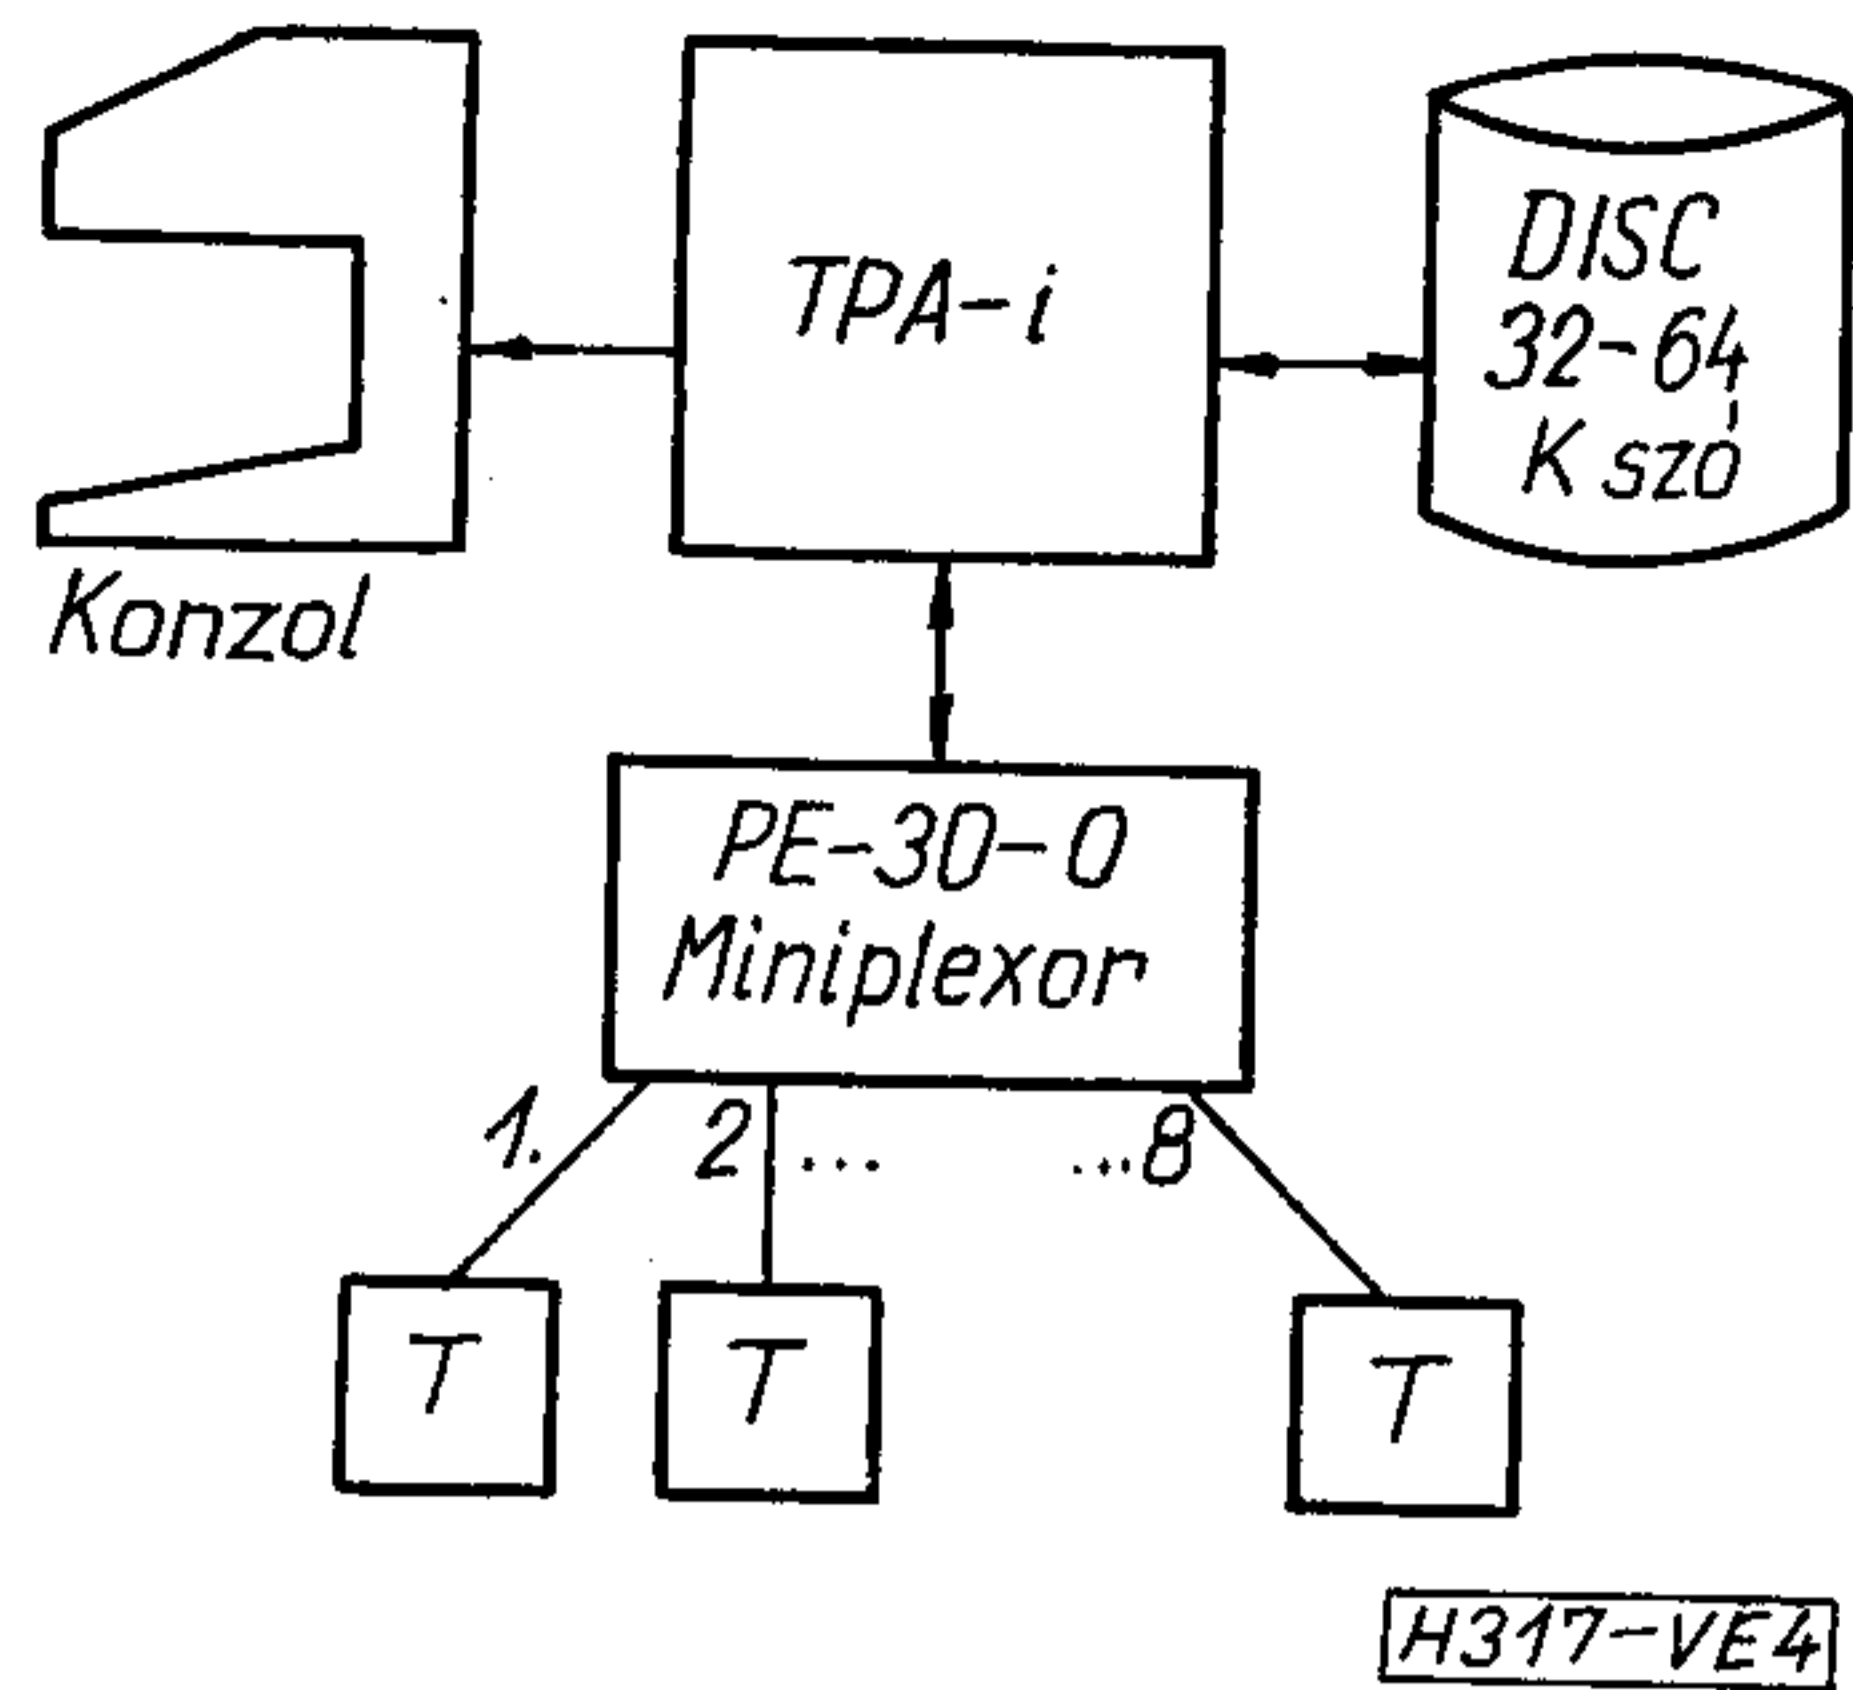 TPA-i
DISC
32-64
K szó
Konzol
PE-30-0
Miniplexor
1.
2 ...
...8
T
T
T
H317-VE4